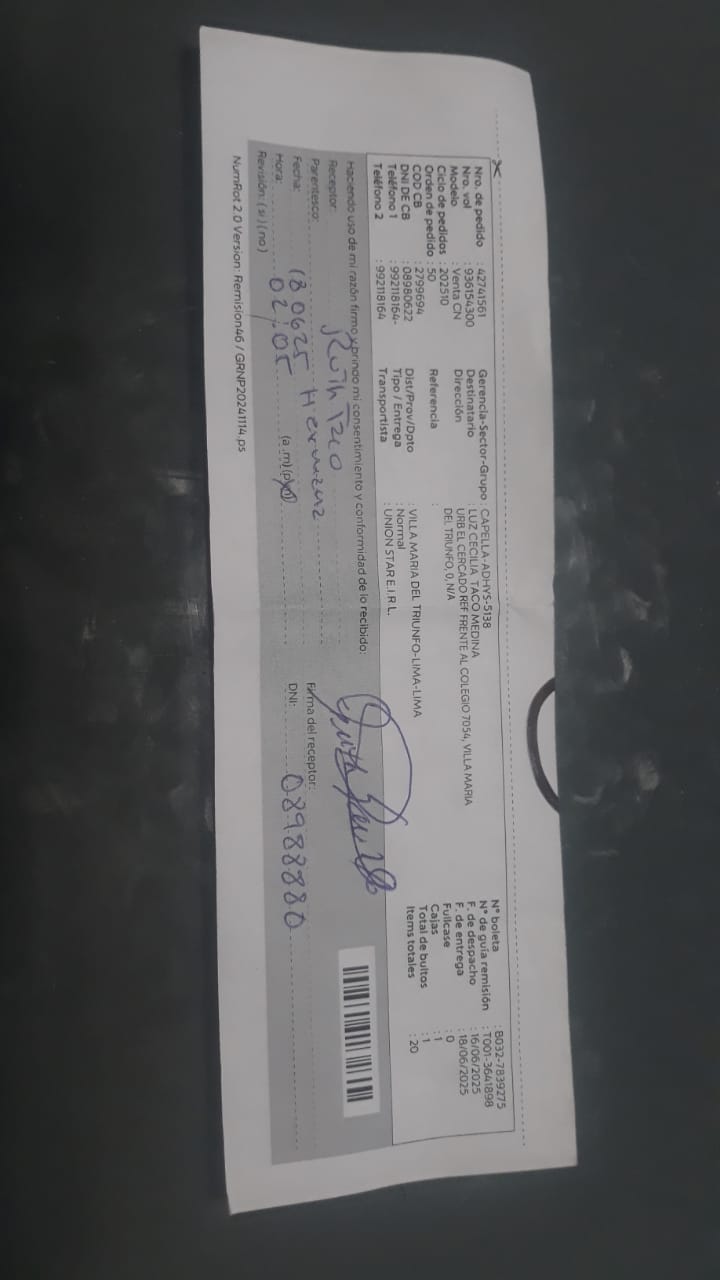 Nro. de pedido : 42741561
Nro. vol : 936154300
Modelo : Venta CN
Ciclo de pedidos : 202510
Orden de pedido : 50
COD CB : 2799694
DNI DE CB : 08980622
Teléfono 1 : 992118164-
Teléfono 2 : 992118164
Gerencia-Sector-Grupo : CAPELLA-ADHYS-5138
Destinatario : LUZ CECILIA TACO MEDINA
Dirección : URB EL CERCADO REF FRENTE AL COLEGIO 7054, VILLA MARIA
DEL TRIUNFO, 0, N/A
Referencia :
Dist/Prov/Dpto : VILLA MARIA DEL TRIUNFO-LIMA-LIMA
Tipo / Entrega : Normal
Transportista : UNION STAR E.I.R.L.
N° boleta : B032-7839275
N° de guía remisión : T001-3641898
F. de despacho : 16/06/2025
F. de entrega : 18/06/2025
Fullcase : 0
Cajas : 1
Total de bultos : 1
Items totales : 20
Haciendo uso de mi razón firmo y brindo mi consentimiento y conformidad de lo recibido:
Receptor: Ruth Taco
Parentesco: Hermana
Fecha: 180625
Hora: 02:05 (a.m) (pm)
Revisión: (si) (no)
Firma del receptor:
DNI: 08988880
NumRot 2.0 Version: Remision46 / GRNP20241114.ps